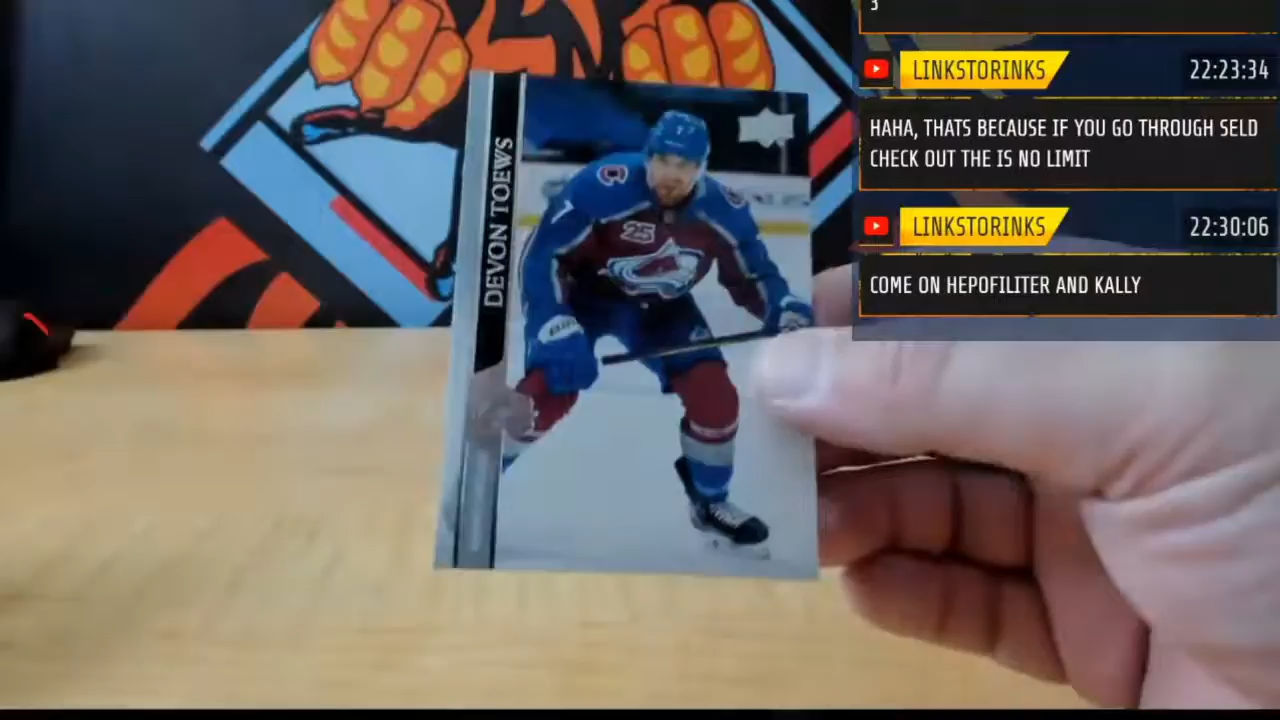 3
LINKSTORINKS
22:23:34
HAHA, THATS BECAUSE IF YOU GO THROUGH SELD
CHECK OUT THE IS NO LIMIT
LINKSTORINKS
22:30:06
COME ON HEPOFILITER AND KALLY
DEVON TOEWS
7
25